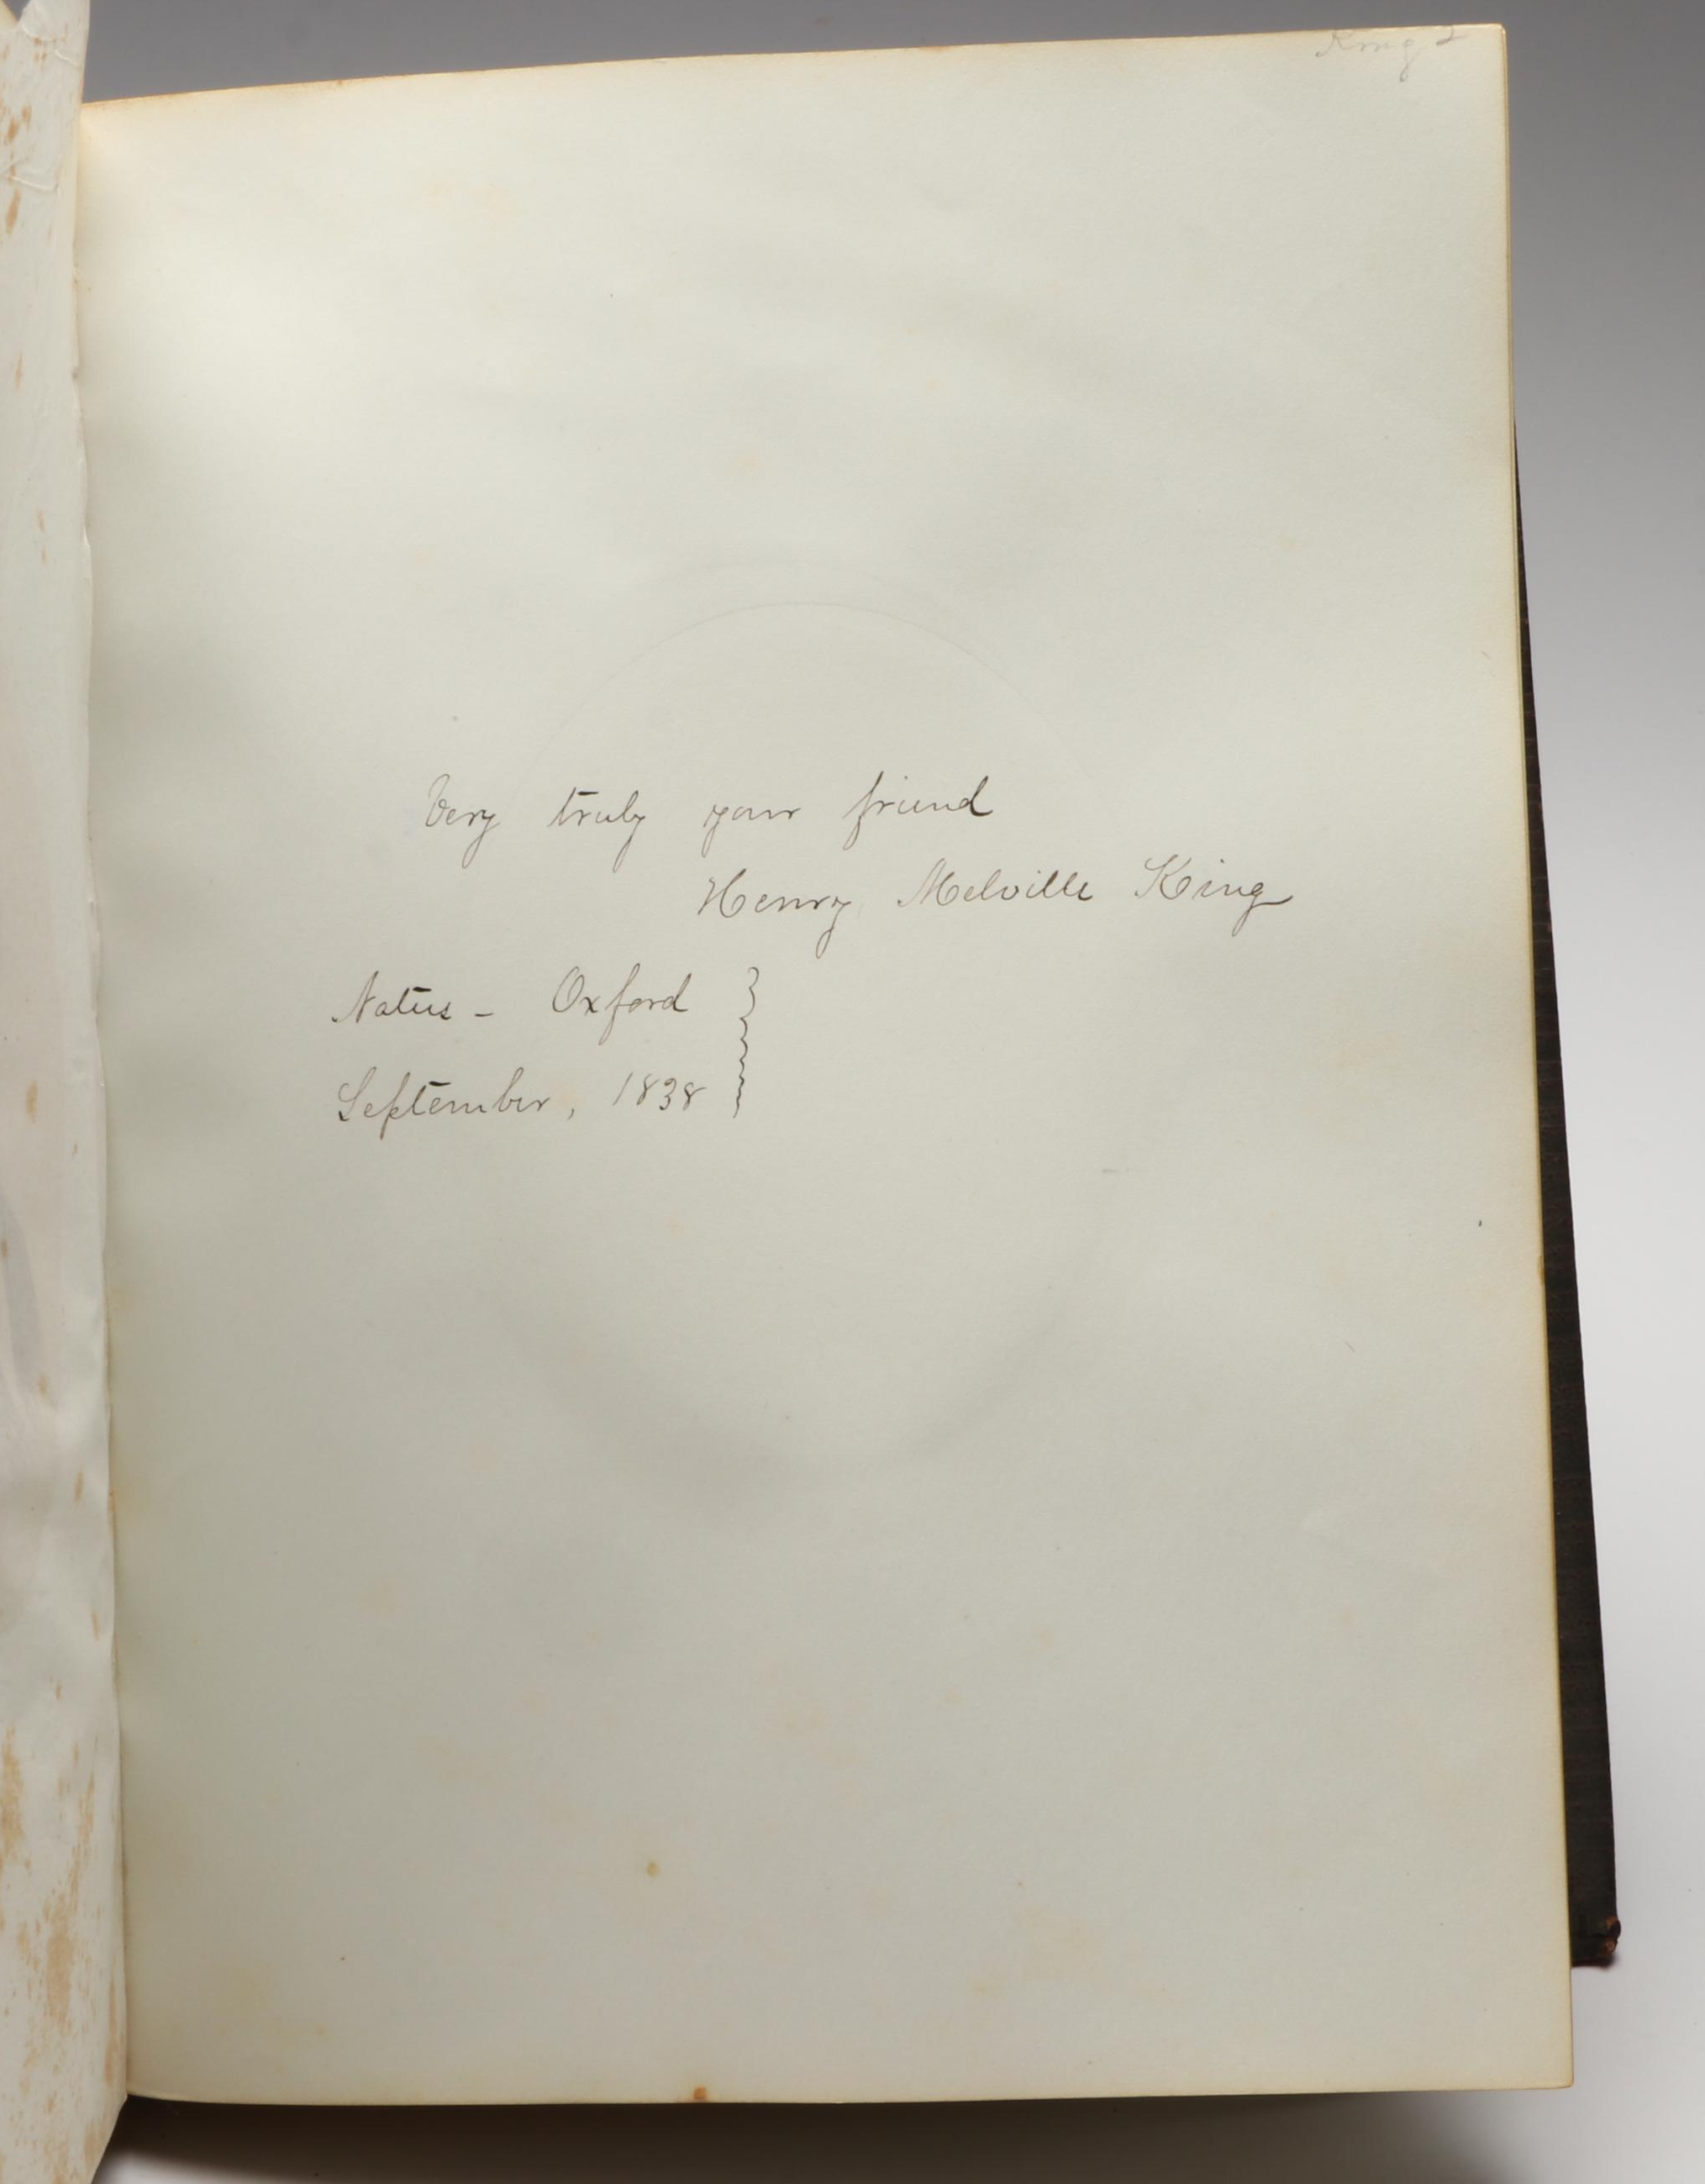 King 2
Very truly your friend
Henry Melville King
Natus - Oxford
September, 1838